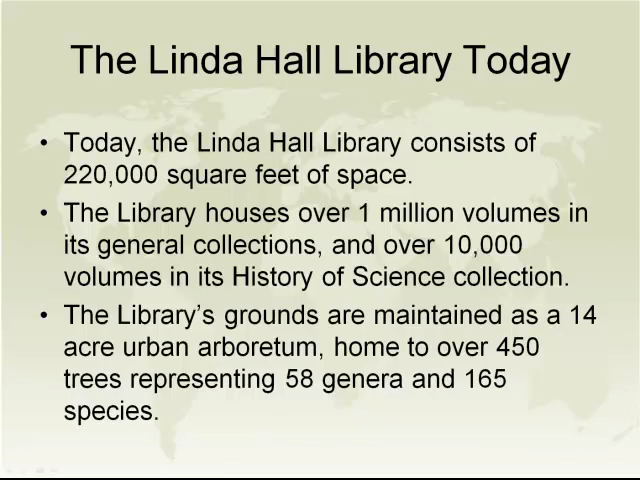 The Linda Hall Library Today
• Today, the Linda Hall Library consists of
220,000 square feet of space.
• The Library houses over 1 million volumes in
its general collections, and over 10,000
volumes in its History of Science collection.
• The Library’s grounds are maintained as a 14
acre urban arboretum, home to over 450
trees representing 58 genera and 165
species.